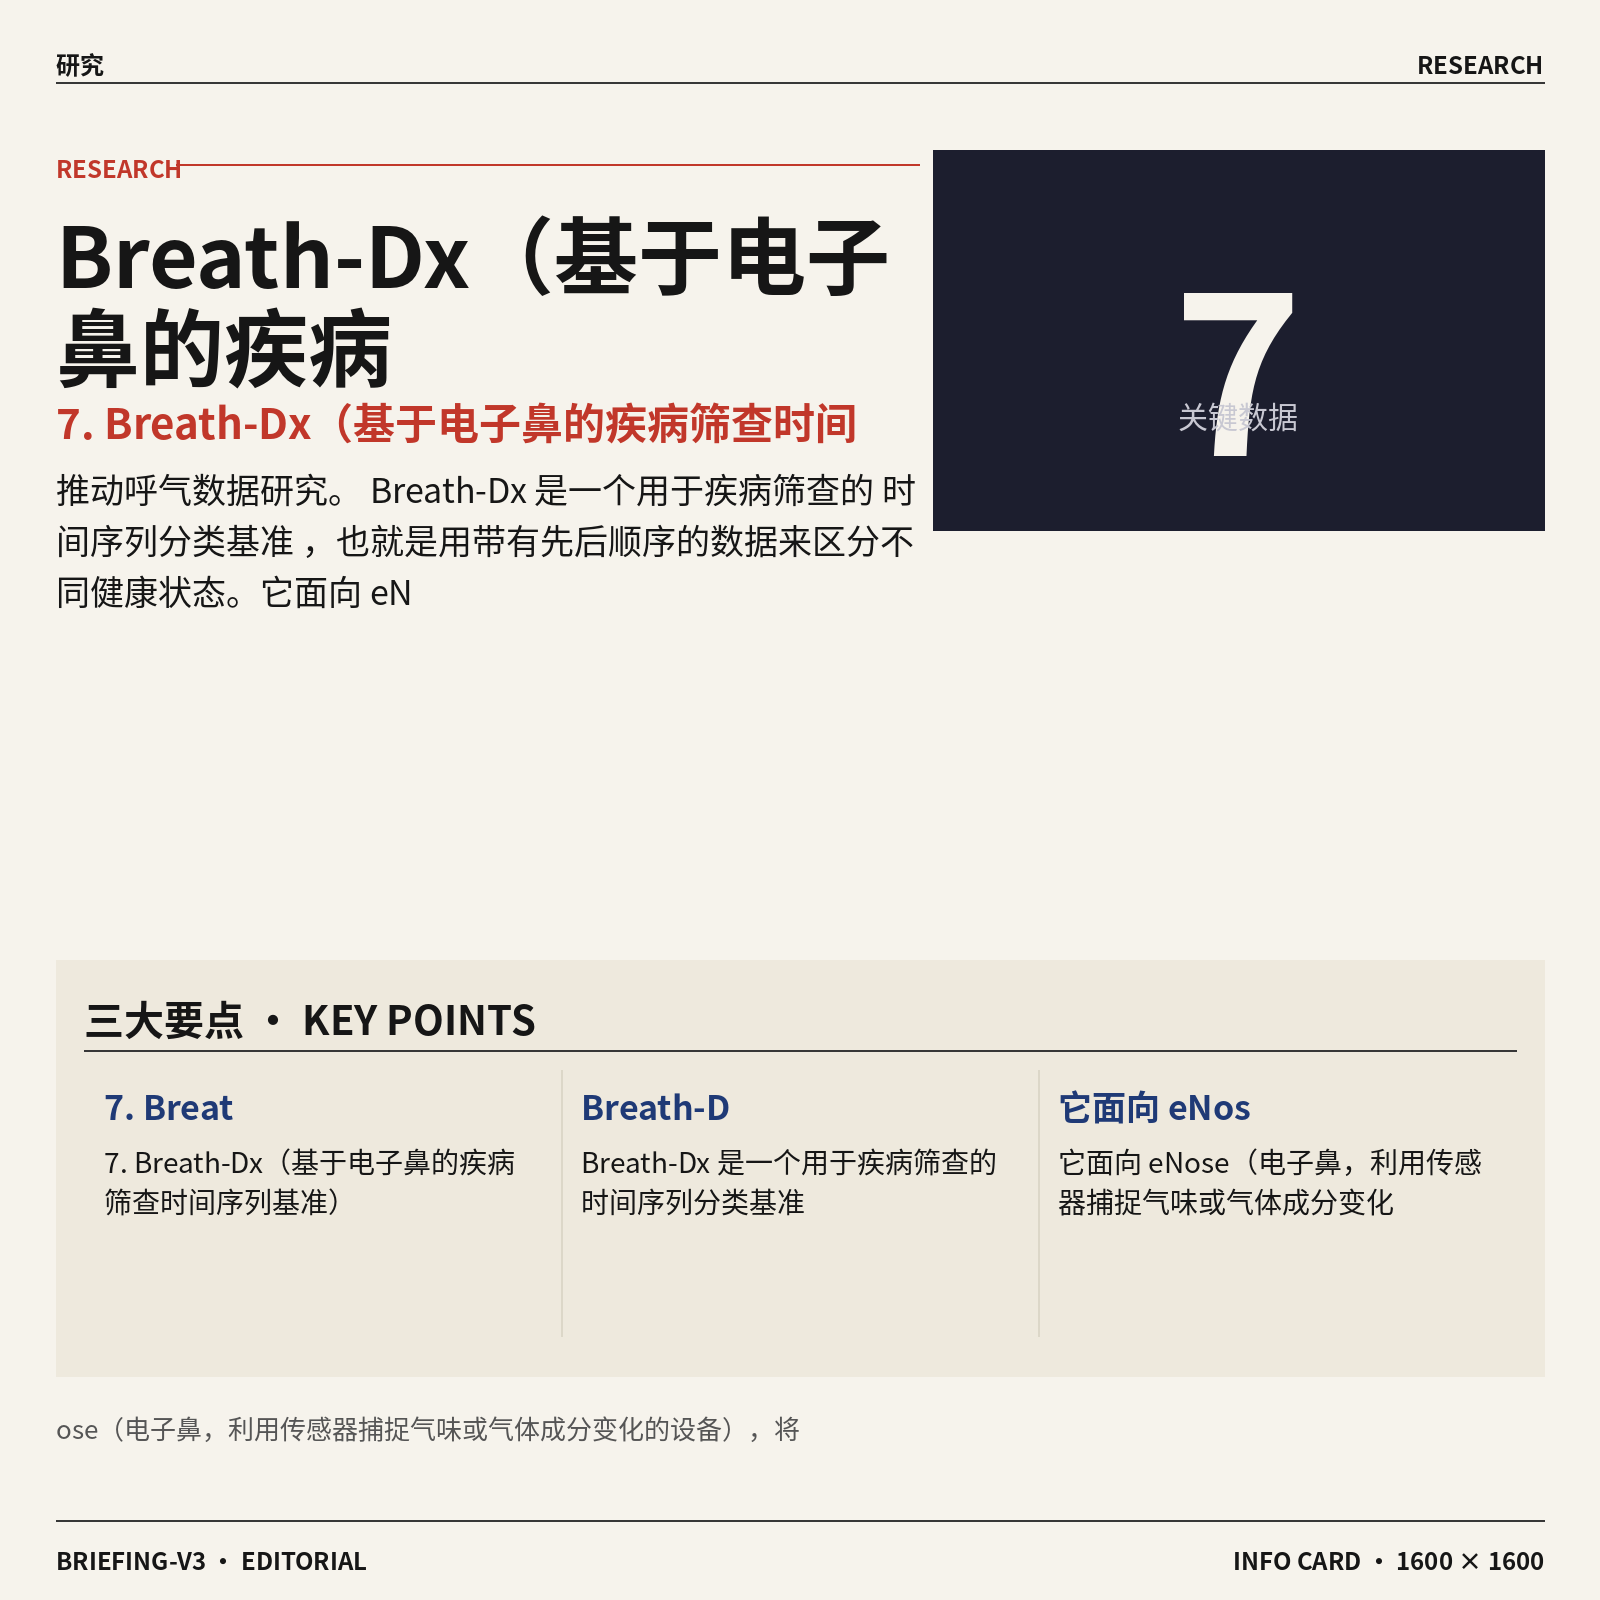 研究
RESEARCH
RESEARCH
Breath-Dx（基于电子
鼻的疾病
7. Breath-Dx（基于电子鼻的疾病筛查时间
推动呼气数据研究。 Breath-Dx 是一个用于疾病筛查的 时
间序列分类基准 ，也就是用带有先后顺序的数据来区分不
同健康状态。它面向 eN
7
关键数据
三大要点 • KEY POINTS
7. Breat
7. Breath-Dx（基于电子鼻的疾病
筛查时间序列基准）
Breath-D
Breath-Dx 是一个用于疾病筛查的
时间序列分类基准
它面向 eNos
它面向 eNose（电子鼻，利用传感
器捕捉气味或气体成分变化
ose（电子鼻，利用传感器捕捉气味或气体成分变化的设备），将
BRIEFING-V3 • EDITORIAL
INFO CARD • 1600 × 1600